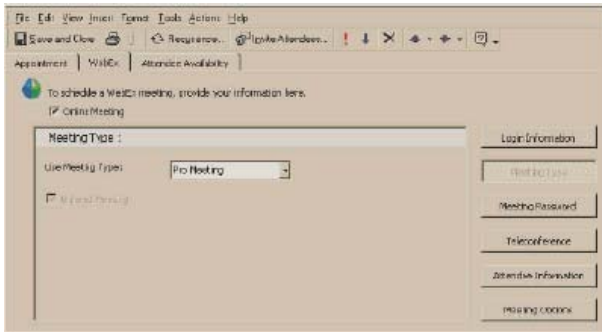 File Edit View Insert Format Tools Actions Help
Save and Close Recurrence... Invite Attendees...
Appointment WebEx Attendee Availability
To schedule a WebEx meeting, provide your information here.
Online Meeting
Meeting Type :
Use Meeting Type: Pro Meeting
Login Information
Meeting Type
Meeting Password
Teleconference
Attendee Information
Meeting Options